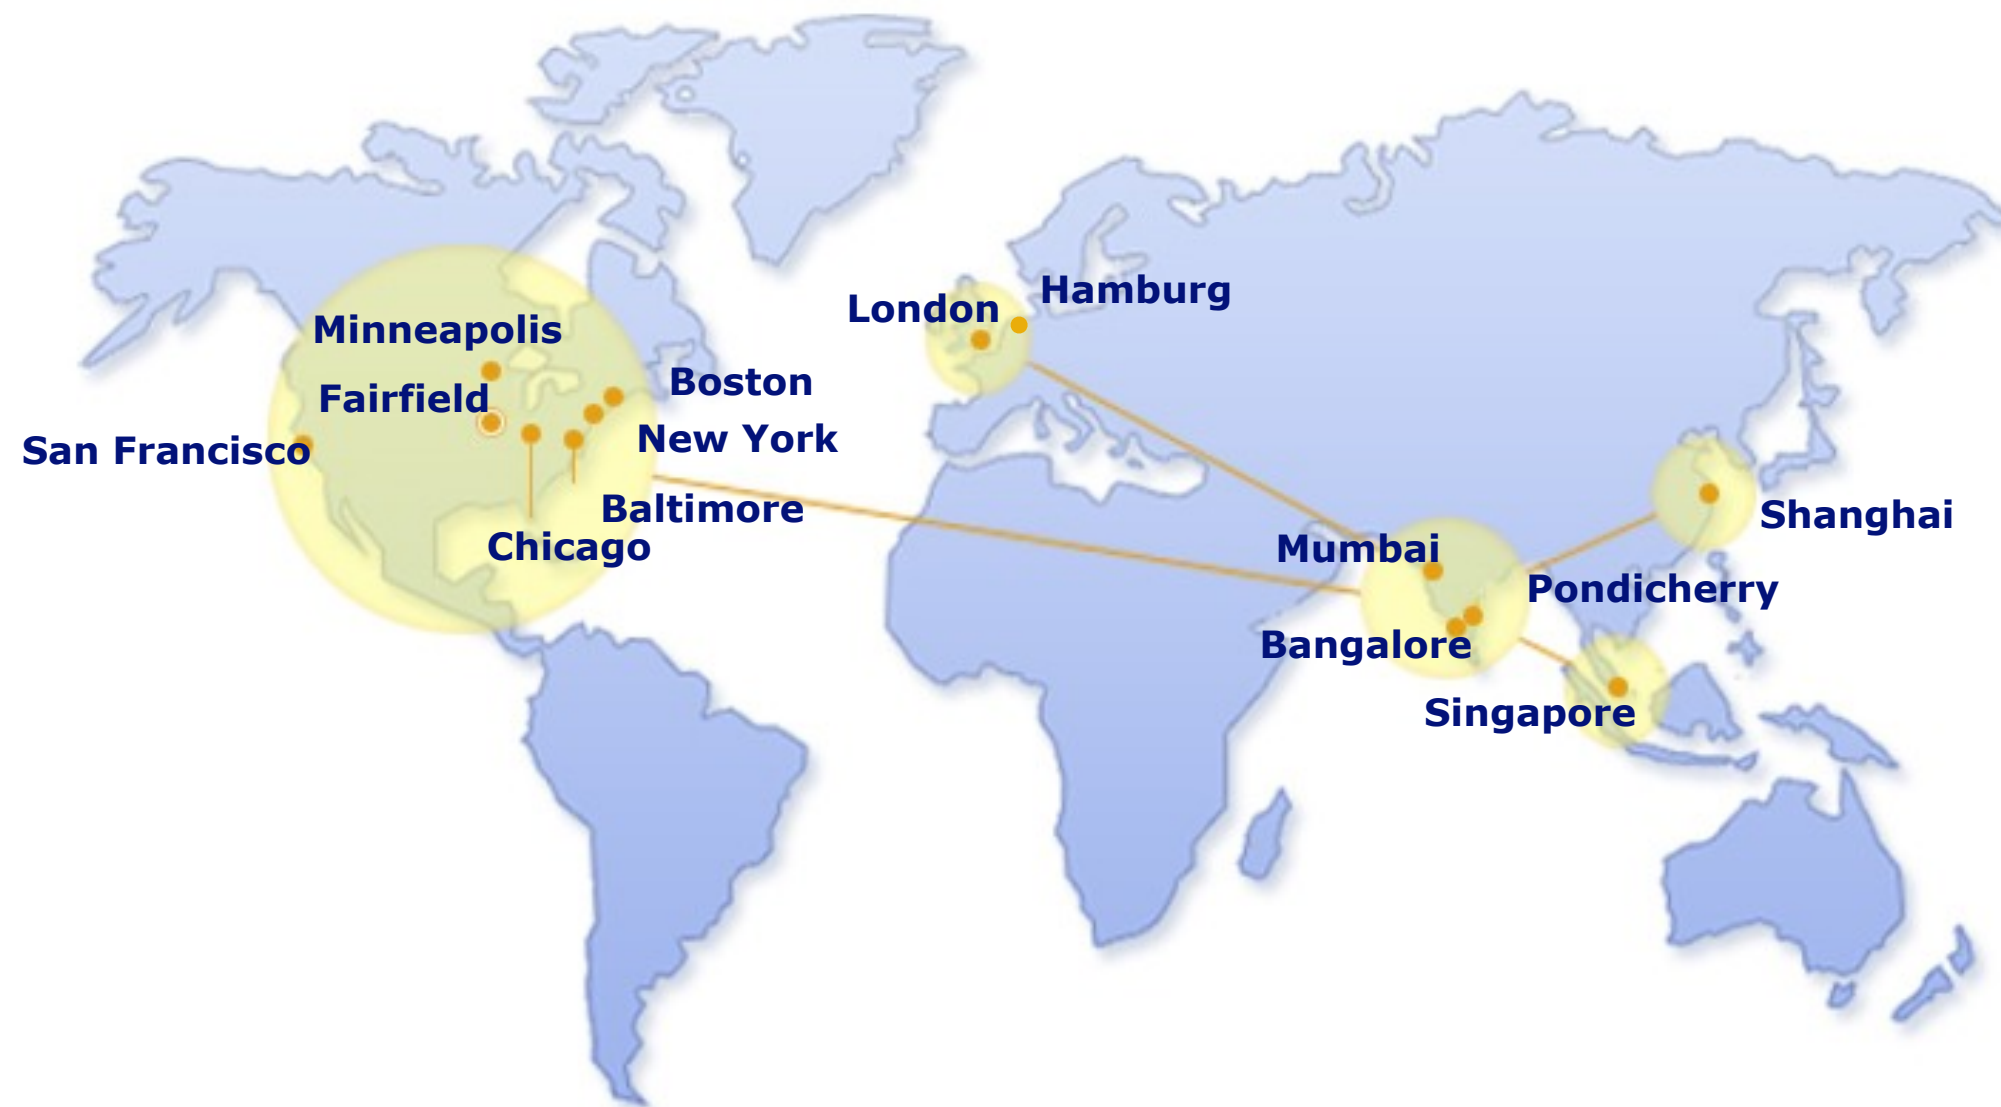 Hamburg
London
Minneapolis
Boston
Fairfield
New York
San Francisco
Baltimore
Chicago
Shanghai
Mumbai
Pondicherry
Bangalore
Singapore